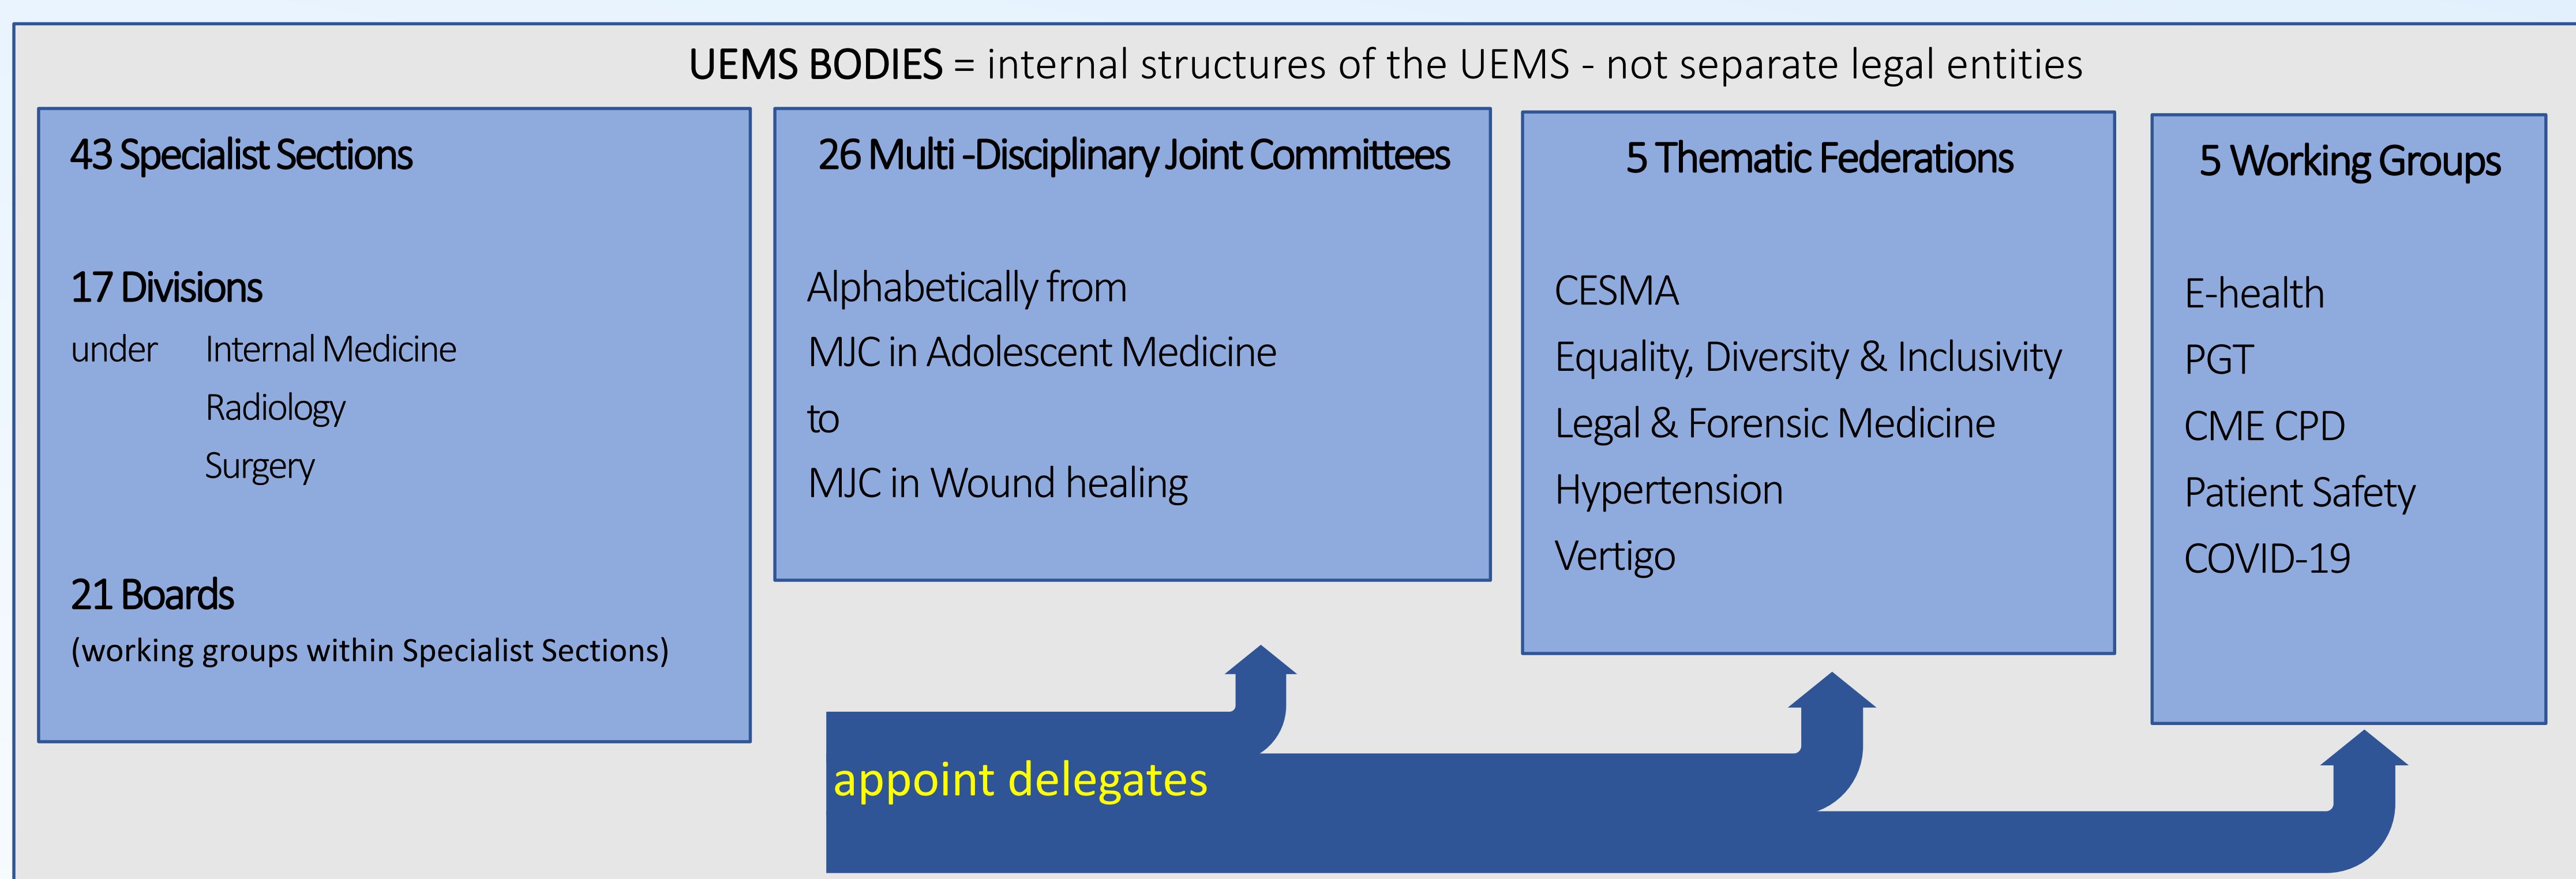 UEMS BODIES = internal structures of the UEMS - not separate legal entities
43 Specialist Sections
17 Divisions
under Internal Medicine
Radiology
Surgery
21 Boards
(working groups within Specialist Sections)
26 Multi -Disciplinary Joint Committees
Alphabetically from
MJC in Adolescent Medicine
to
MJC in Wound healing
5 Thematic Federations
CESMA
Equality, Diversity & Inclusivity
Legal & Forensic Medicine
Hypertension
Vertigo
5 Working Groups
E-health
PGT
CME CPD
Patient Safety
COVID-19
appoint delegates